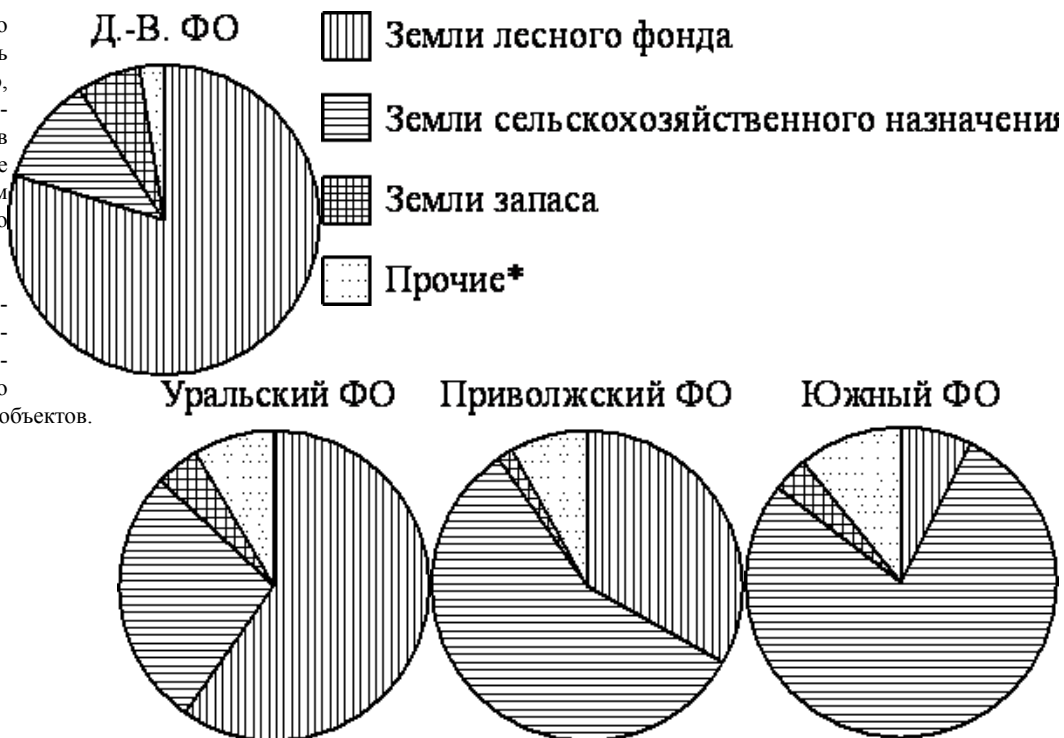 Д.-В. ФО
Земли лесного фонда
Земли сельскохозяйственного назначения
Земли запаса
Прочие*
объектов.
Уральский ФО
Приволжский ФО
Южный ФО